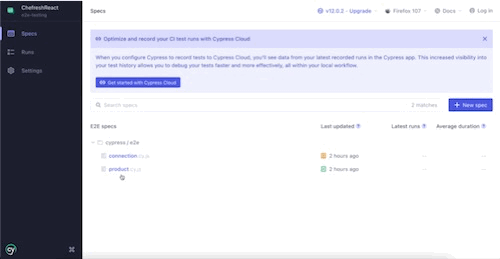 ChefreshReact
e2e-testing
Specs
Runs
Settings
cy
Specs
v12.0.2 - Upgrade
Firefox 107
Docs
Log in
Optimize and record your CI test runs with Cypress Cloud
When you configure Cypress to record tests to Cypress Cloud, you'll see data from your latest recorded runs in the Cypress app. This increased visibility into
your test history allows you to debug your tests faster and more effectively, all within your local workflow.
Get started with Cypress Cloud
Search specs
2 matches
+ New spec
E2E specs
Last updated
Latest runs
Average duration
cypress / e2e
connection
2 hours ago
--
--
product
2 hours ago
--
--